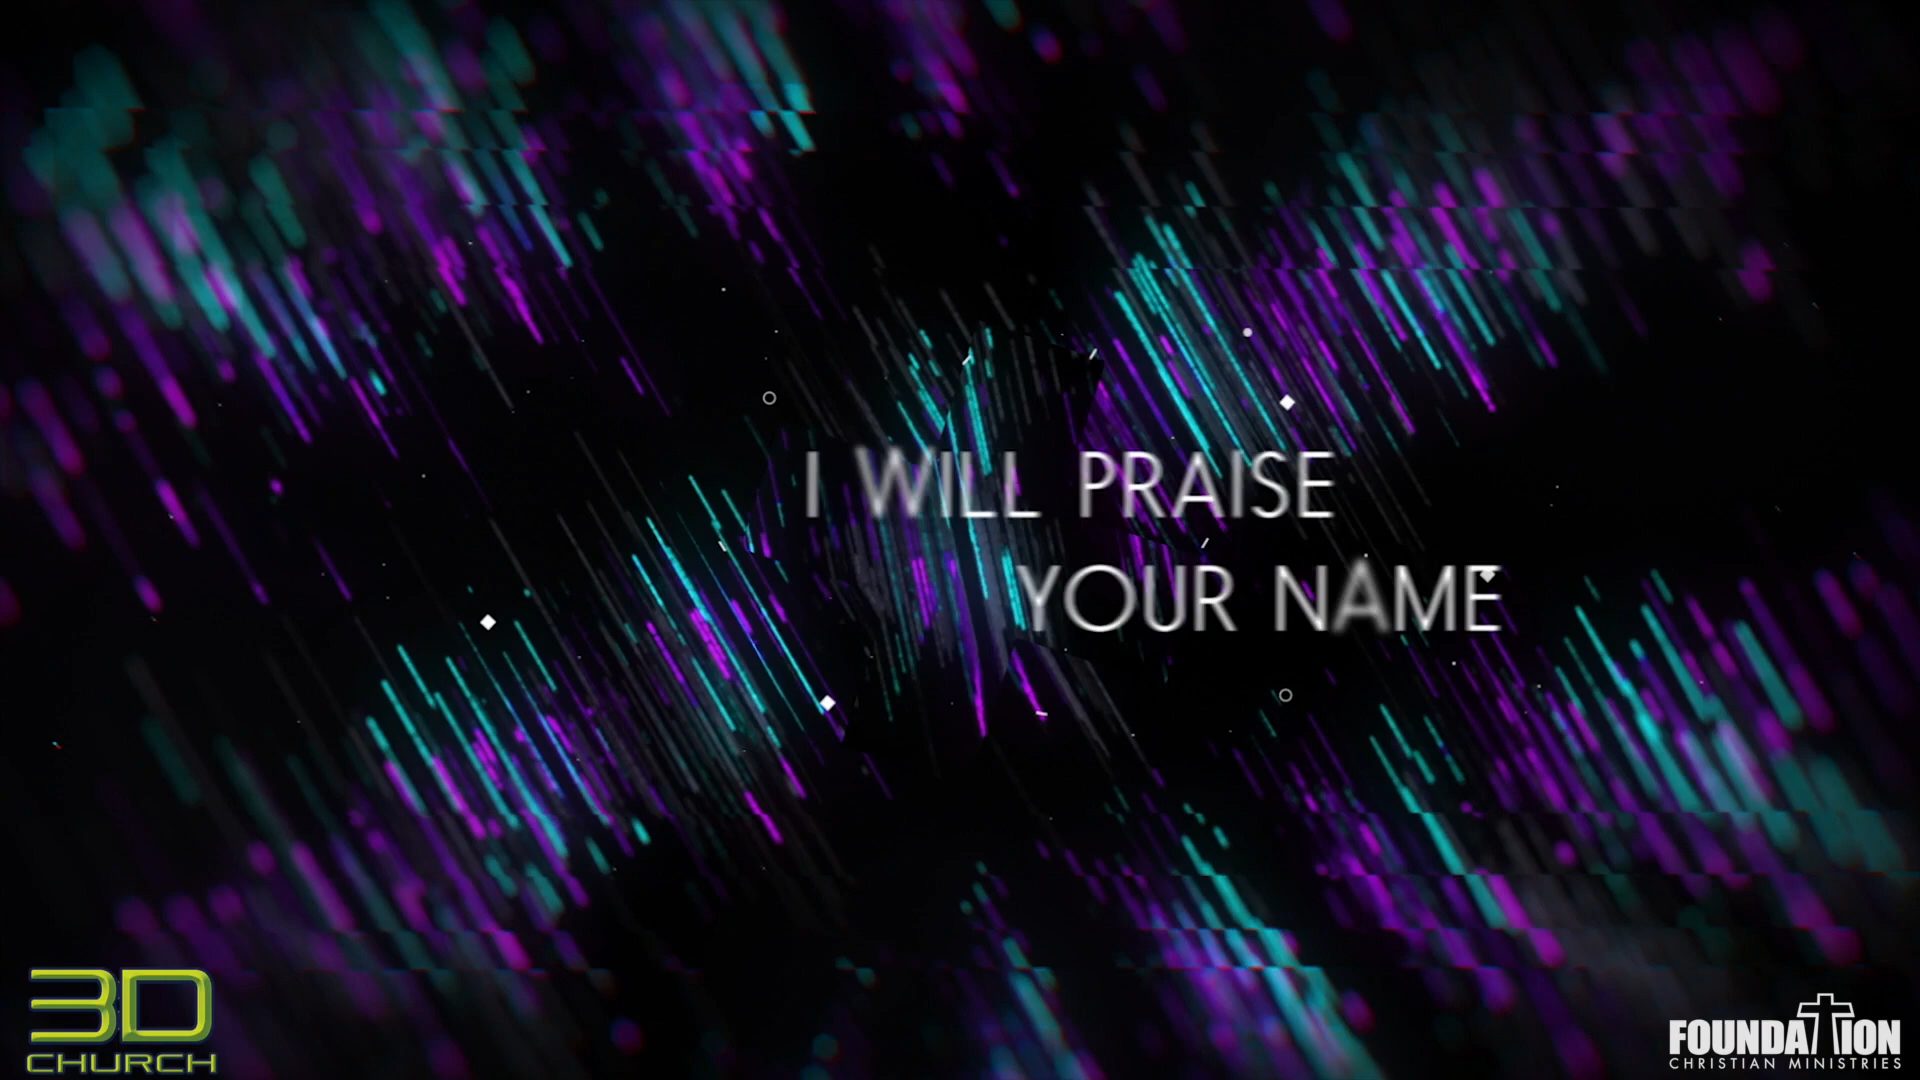 I WILL PRAISE
YOUR NAME
3D
CHURCH
FOUNDATION
CHRISTIAN MINISTRIES